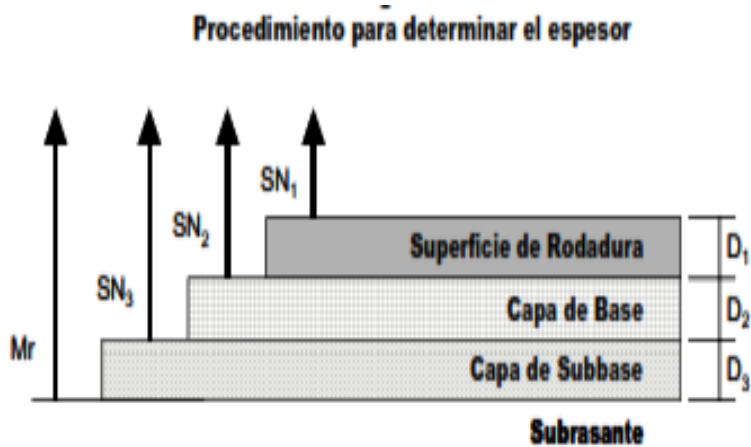 Procedimiento para determinar el espesor
SN₁
SN₂
SN₃
Mr
Superficie de Rodadura
D₁
Capa de Base
D₂
Capa de Subbase
D₃
Subrasante